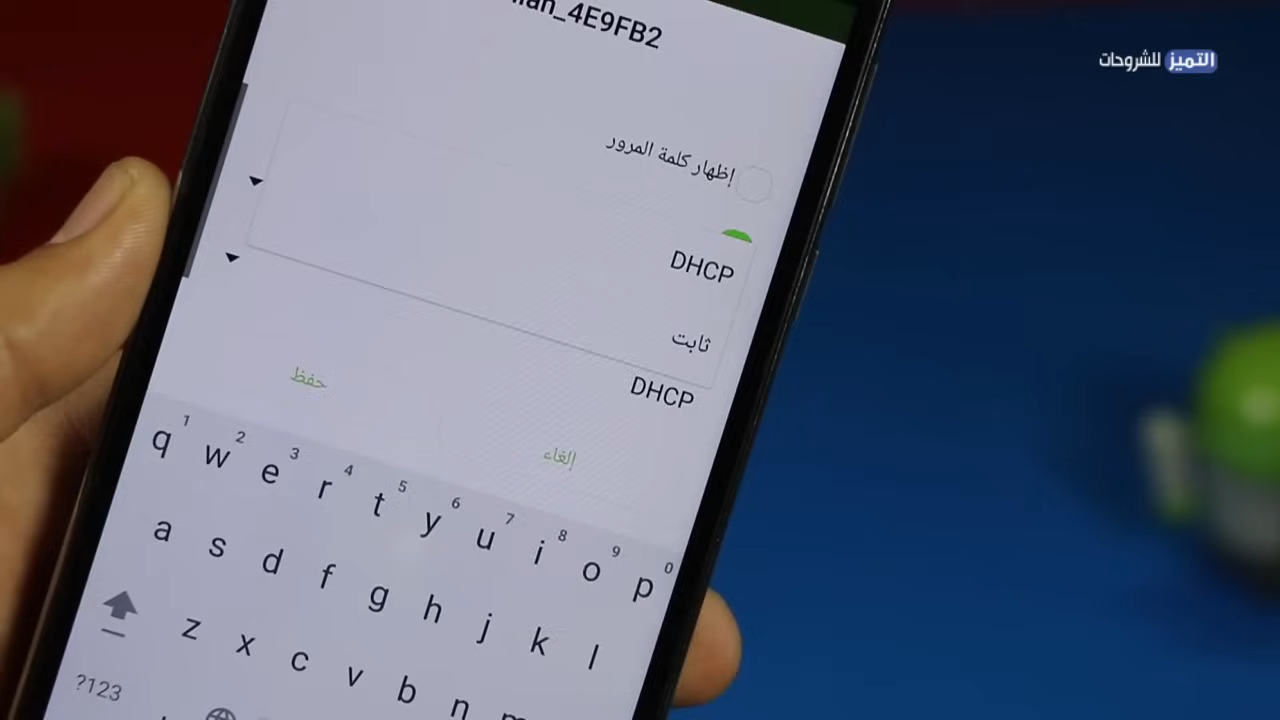 _4E9FB2
التميز للشروحات
إظهار كلمة المرور
DHCP
ثابت
DHCP
حفظ
إلغاء
1 2 3 4 5 6 7 8 9 0
q w e r t y u i o p
a s d f g h j k l
z x c v b n m
?123